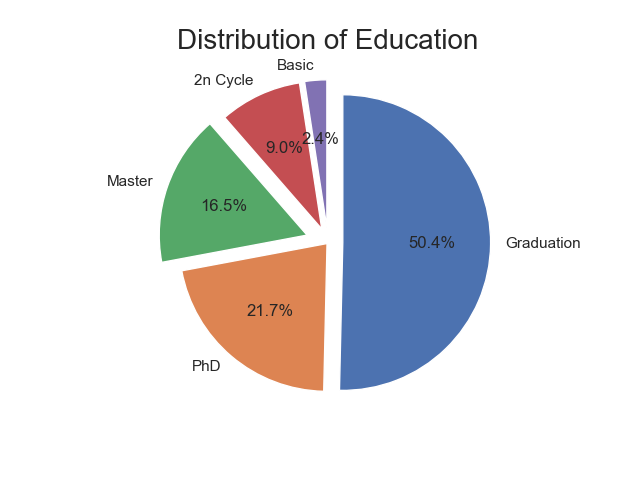 Distribution of Education
Basic
2n Cycle
2.4%
9.0%
Master
16.5%
50.4%
Graduation
21.7%
PhD